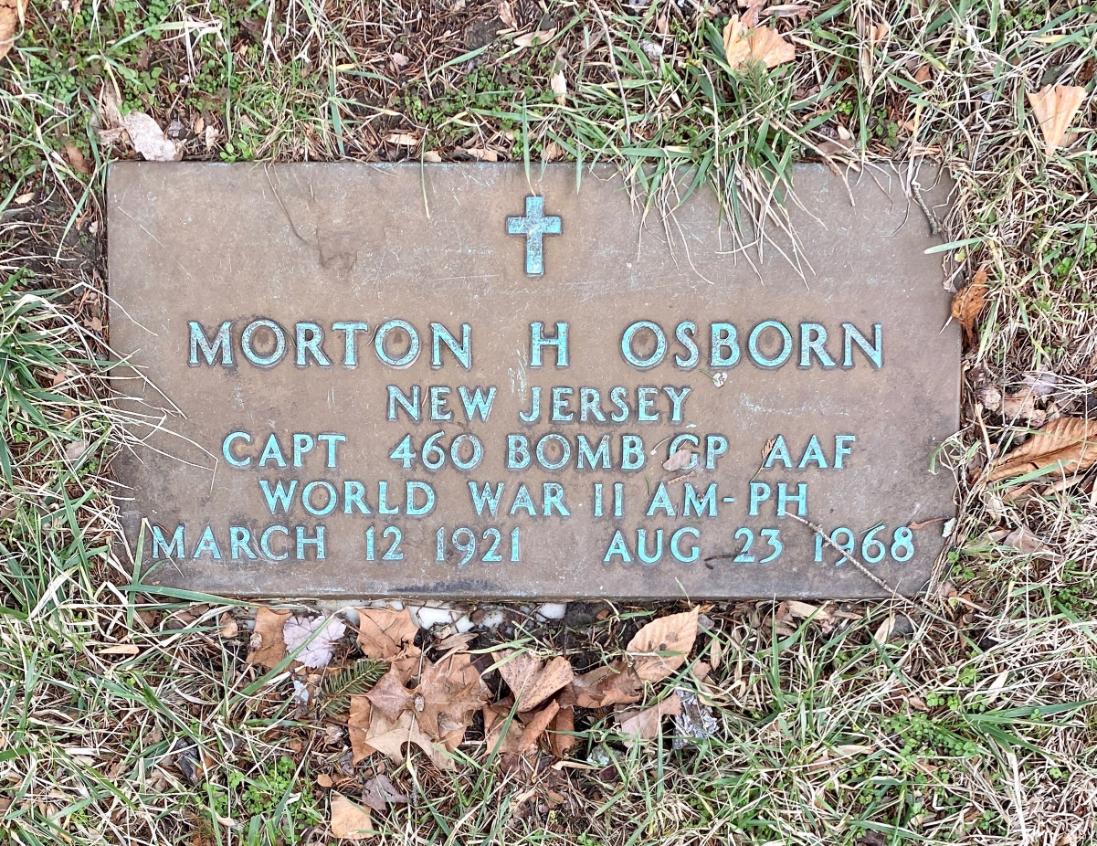 MORTON H OSBORN
NEW JERSEY
CAPT 460 BOMB GP AAF
WORLD WAR II AM-PH
MARCH 12 1921 AUG 23 1968